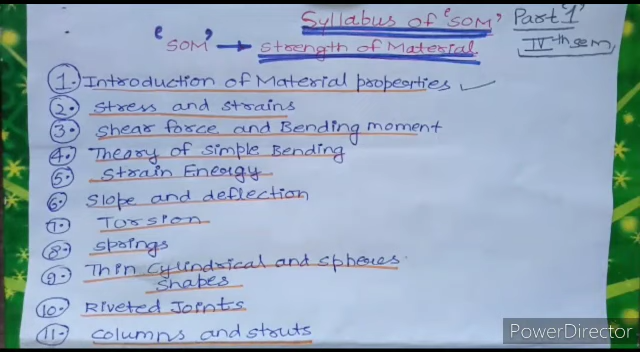 Syllabus of 'SOM' Part '1'
IVth sem
'SOM' → Strength of Material
1. Introduction of Material properties ✓
2. Stress and Strains
3. Shear force and Bending moment
4. Theory of Simple Bending
5. Strain Energy
6. Slope and deflection
7. Torsion
8. Springs
9. Thin Cylindrical and Spheres
Shapes
10. Riveted Joints
11. Columns and Struts
PowerDirector